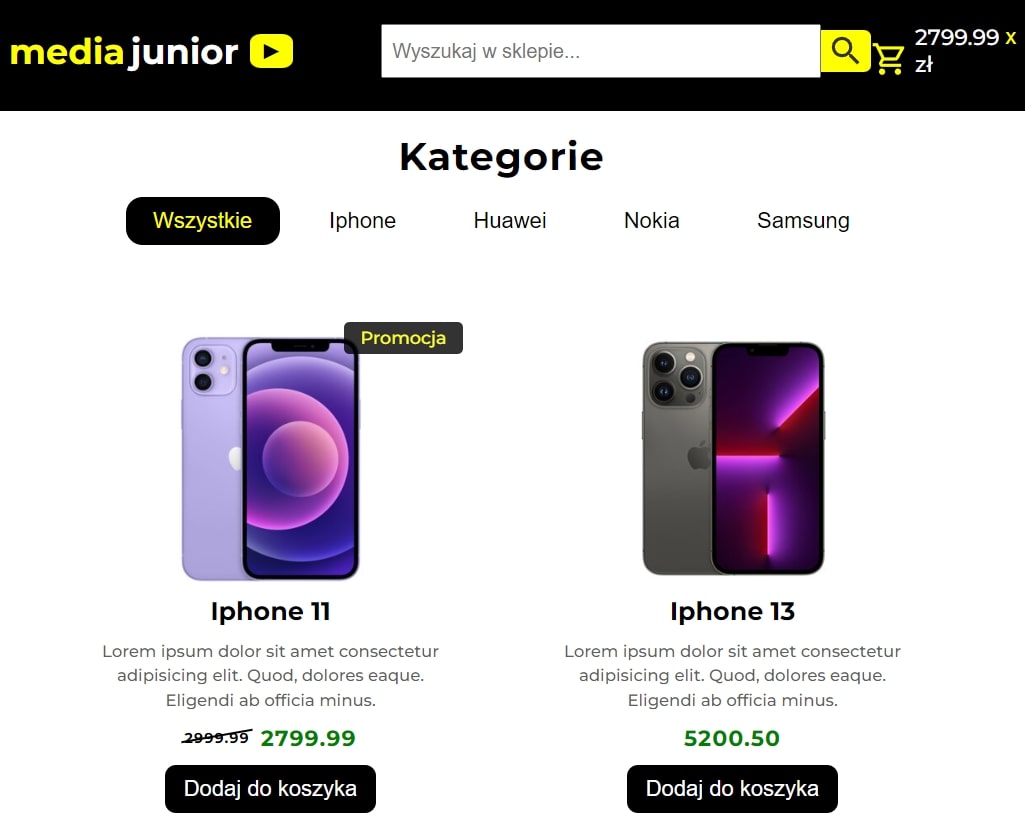 media junior
Wyszukaj w sklepie...
2799.99 x
zł
Kategorie
Wszystkie Iphone Huawei Nokia Samsung
Promocja
Iphone 11
Lorem ipsum dolor sit amet consectetur
adipisicing elit. Quod, dolores eaque.
Eligendi ab officia minus.
2999.99 2799.99
Dodaj do koszyka
Iphone 13
Lorem ipsum dolor sit amet consectetur
adipisicing elit. Quod, dolores eaque.
Eligendi ab officia minus.
5200.50
Dodaj do koszyka